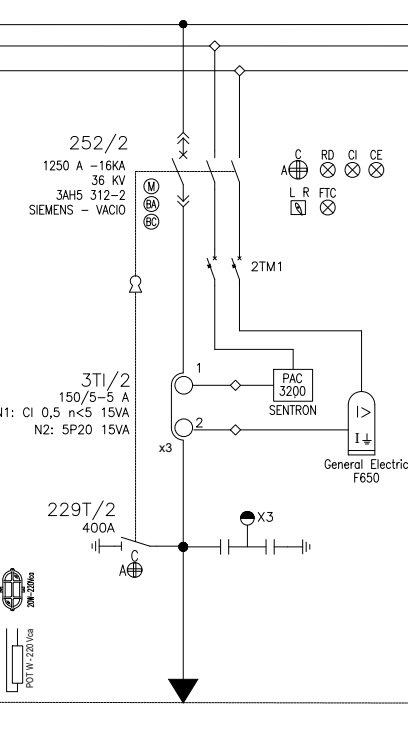 252/2
1250 A -16KA
36 KV
3AH5 312-2
SIEMENS - VACIO
M
BA
BC
C
A
RD CI CE
L R FTC
2TM1
3TI/2
150/5-5 A
N1: CI 0,5 n<5 15VA
N2: 5P20 15VA
x3
1
2
PAC
3200
SENTRON
I>
I
General Electric
F650
229T/2
400A
C
A
X3
20W-220Vca
POT W - 220 Vca